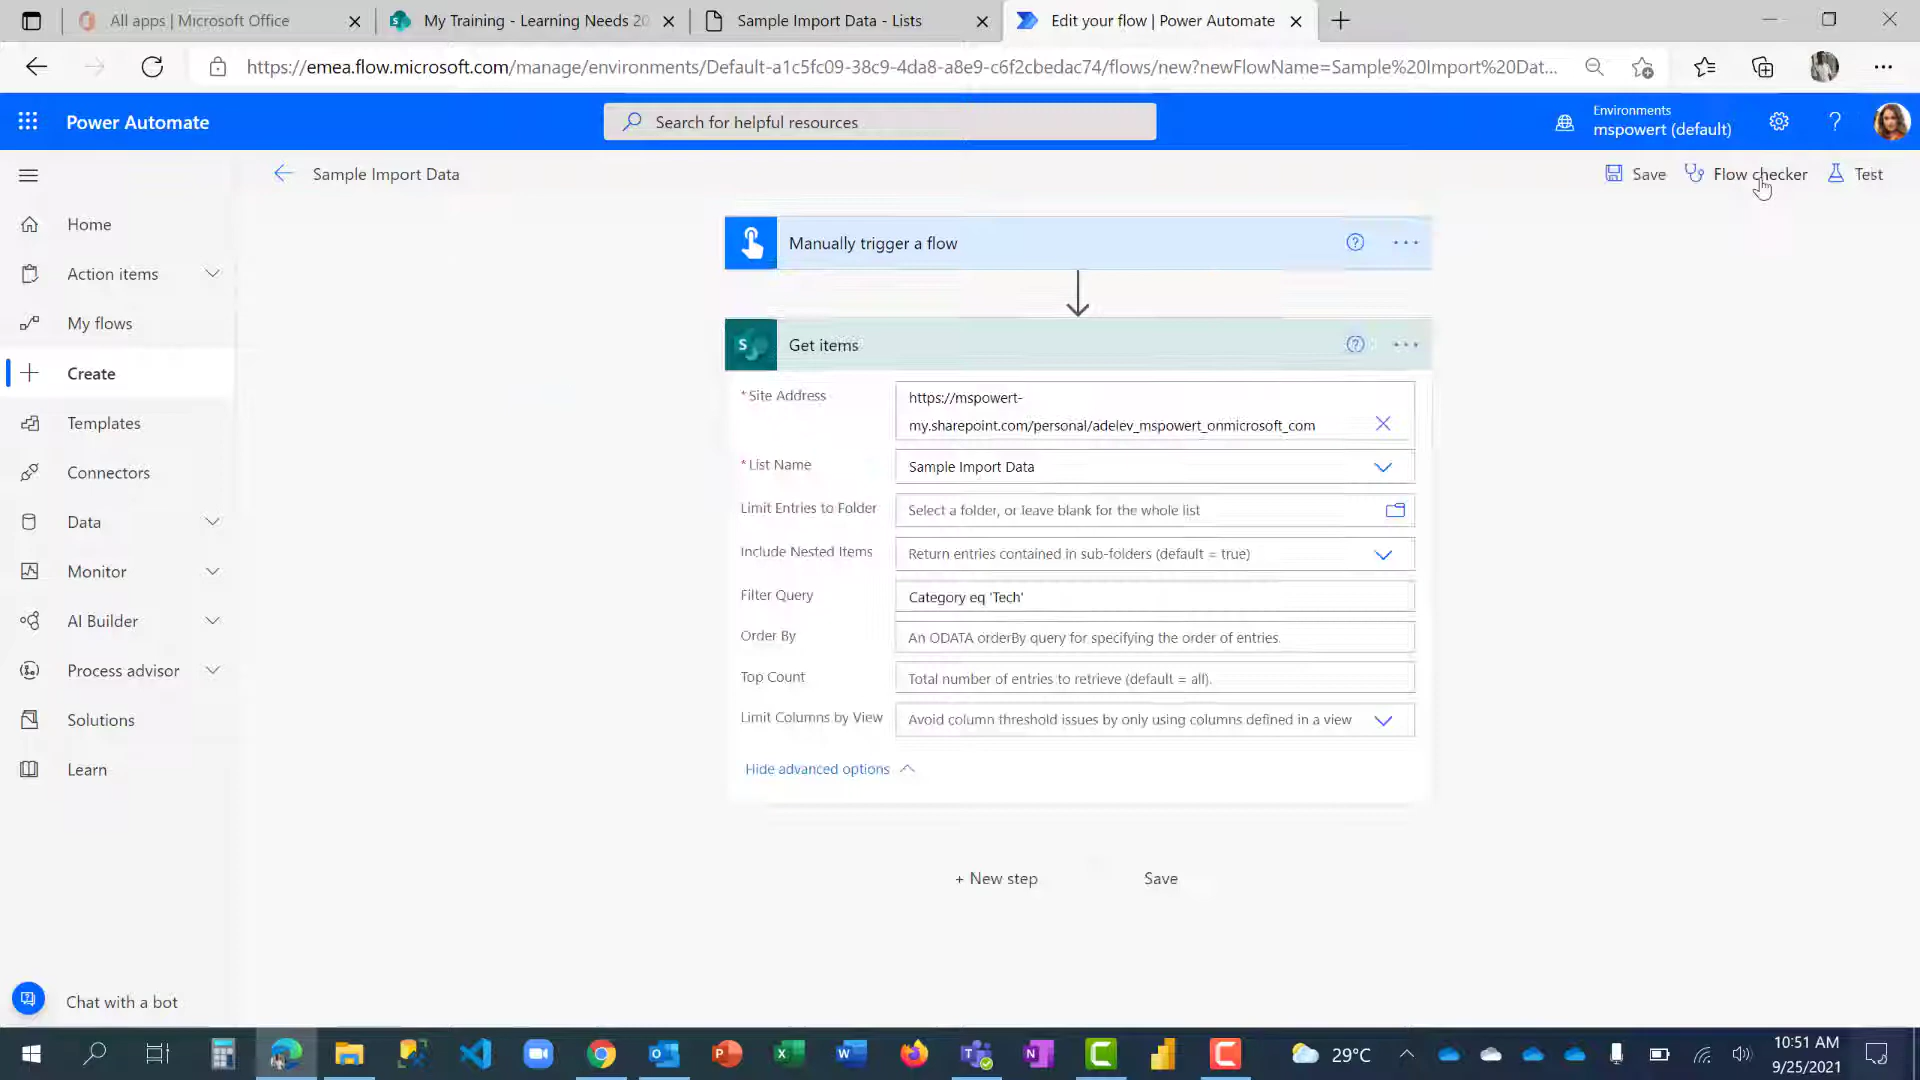 All apps | Microsoft Office
My Training - Learning Needs 20
Sample Import Data - Lists
Edit your flow | Power Automate
https://emea.flow.microsoft.com/manage/environments/Default-a1c5fc09-38c9-4da8-a8e9-c6f2cbedac74/flows/new?newFlowName=Sample%20Import%20Dat...
Power Automate
Search for helpful resources
Environments
mspowert (default)
Sample Import Data
Save
Flow checker
Test
Home
Action items
My flows
Create
Templates
Connectors
Data
Monitor
AI Builder
Process advisor
Solutions
Learn
Chat with a bot
Manually trigger a flow
Get items
* Site Address
https://mspowert-
my.sharepoint.com/personal/adelev_mspowert_onmicrosoft_com
* List Name
Sample Import Data
Limit Entries to Folder
Select a folder, or leave blank for the whole list
Include Nested Items
Return entries contained in sub-folders (default = true)
Filter Query
Category eq 'Tech'
Order By
An ODATA orderBy query for specifying the order of entries.
Top Count
Total number of entries to retrieve (default = all).
Limit Columns by View
Avoid column threshold issues by only using columns defined in a view
Hide advanced options
+ New step
Save
29°C
10:51 AM
9/25/2021